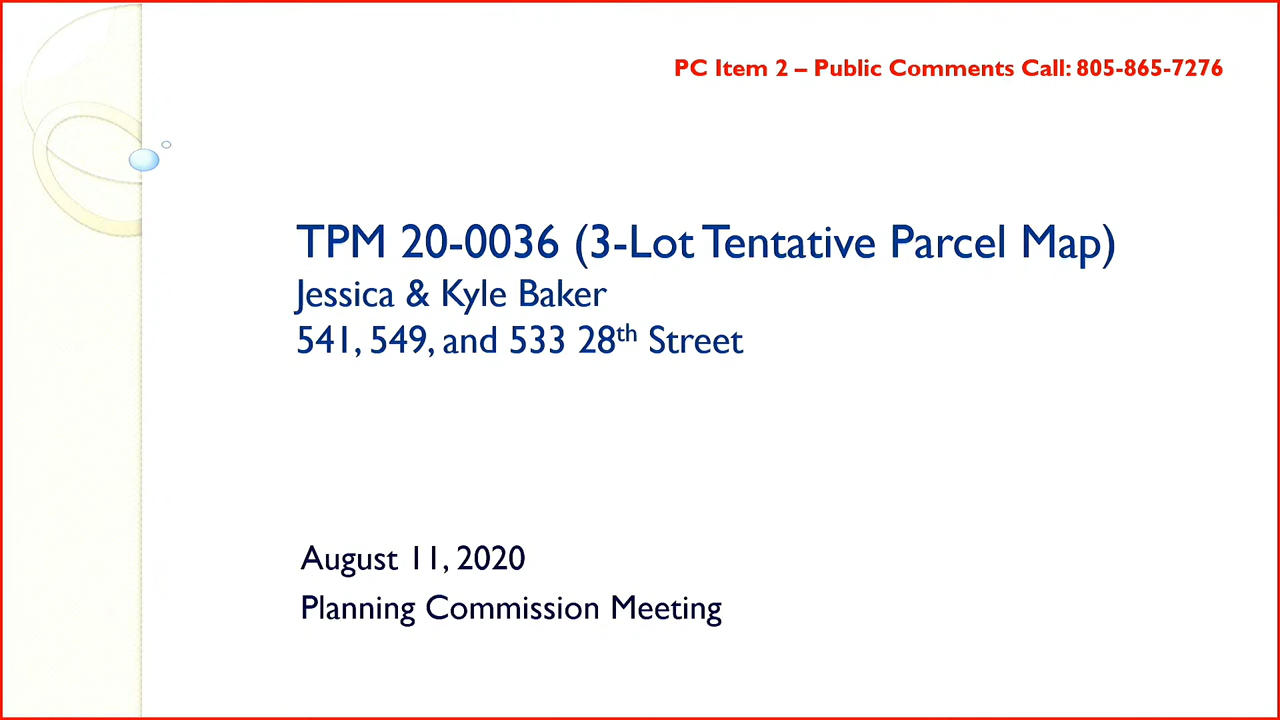 PC Item 2 – Public Comments Call: 805-865-7276
TPM 20-0036 (3-Lot Tentative Parcel Map)
Jessica & Kyle Baker
541, 549, and 533 28th Street
August 11, 2020
Planning Commission Meeting